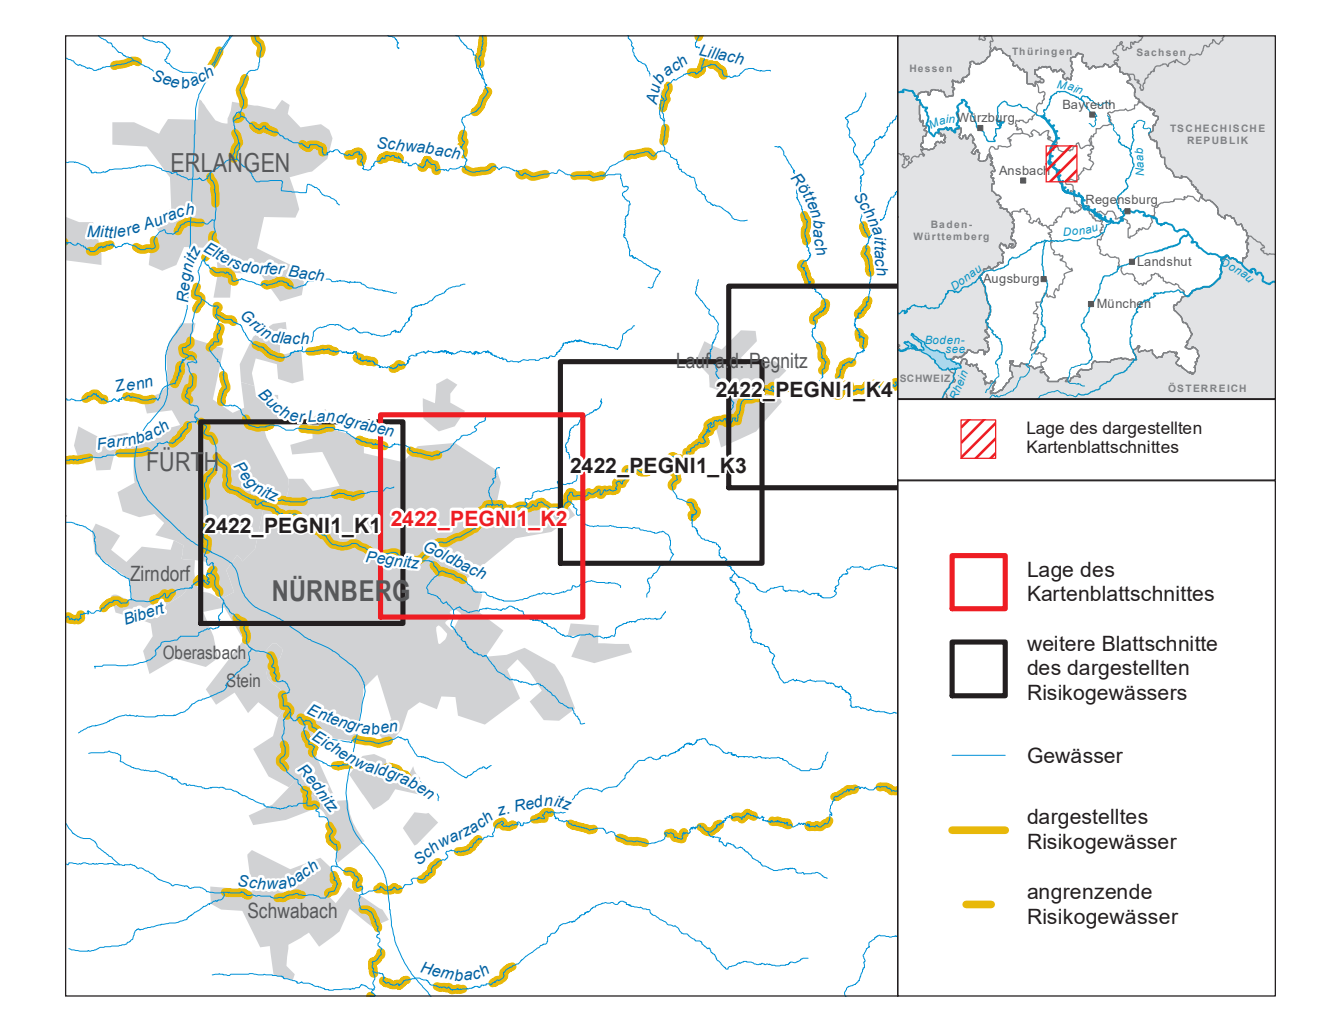 Seebach
Lillach
Aubach
ERLANGEN
Schwabach
Röttenbach
Schnaittach
Mittlere Aurach
Regnitz
Eltersdorfer Bach
Gründlach
Zenn
Bucher Landgraben
Farrnbach
FÜRTH
Pegnitz
Lauf a.d. Pegnitz
2422_PEGNI1_K4
2422_PEGNI1_K3
2422_PEGNI1_K1
2422_PEGNI1_K2
Pegnitz
Goldbach
Zirndorf
NÜRNBERG
Bibert
Oberasbach
Stein
Entengraben
Eichenwaldgraben
Rednitz
Schwarzach z. Rednitz
Schwabach
Schwabach
Hembach
Thüringen
Sachsen
Hessen
Main
Bayreuth
Main
Würzburg
TSCHECHISCHE
REPUBLIK
Naab
Ansbach
Regensburg
Baden-
Württemberg
Donau
Landshut
Donau
Donau
Augsburg
München
Boden-
see
SCHWEIZ
Rhein
ÖSTERREICH
Lage des dargestellten
Kartenblattschnittes
Lage des
Kartenblattschnittes
weitere Blattschnitte
des dargestellten
Risikogewässers
Gewässer
dargestelltes
Risikogewässer
angrenzende
Risikogewässer